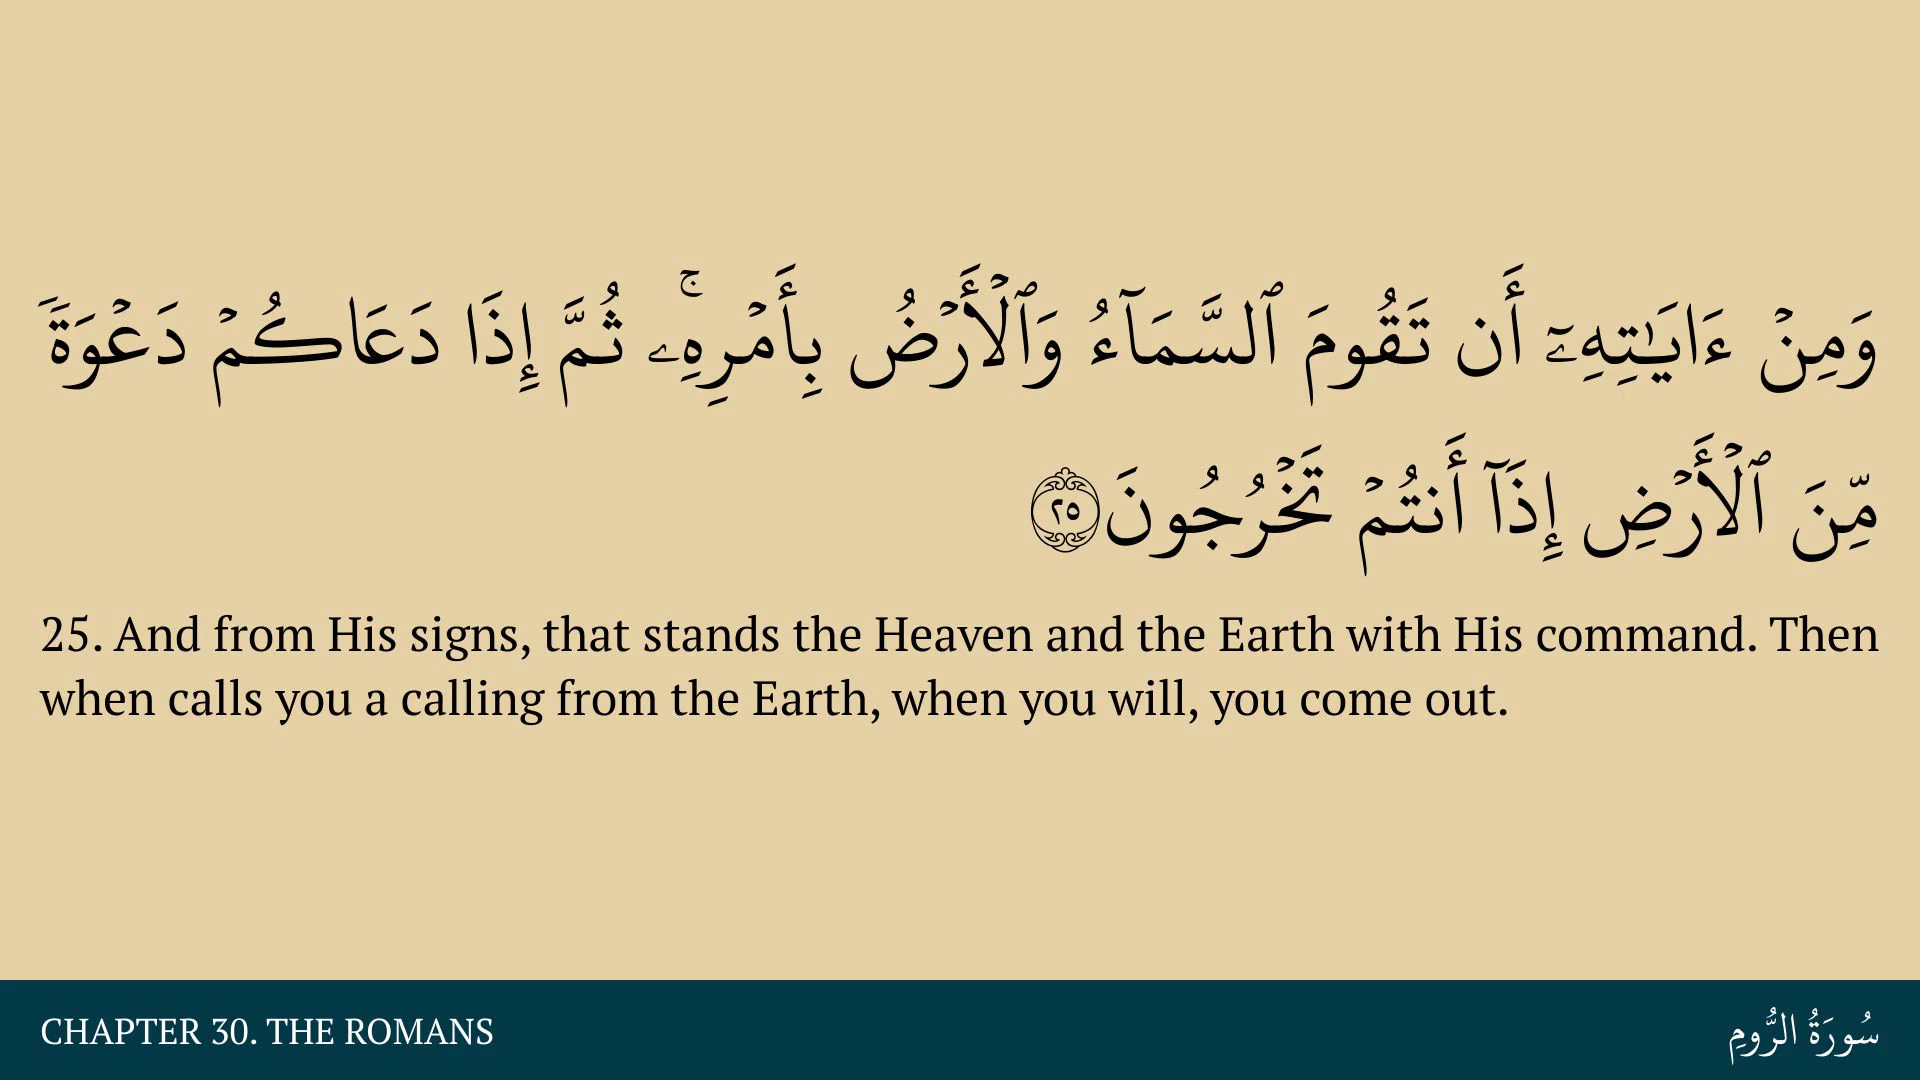 وَمِنْ ءَايَـٰتِهِۦٓ أَن تَقُومَ ٱلسَّمَآءُ وَٱلْأَرْضُ بِأَمْرِهِۦ ۚ ثُمَّ إِذَا دَعَاكُمْ دَعْوَةًۭ
مِّنَ ٱلْأَرْضِ إِذَآ أَنتُمْ تَخْرُجُونَ ٢٥
25. And from His signs, that stands the Heaven and the Earth with His command. Then
when calls you a calling from the Earth, when you will, you come out.
CHAPTER 30. THE ROMANS
سُورَةُ الرُّومِ